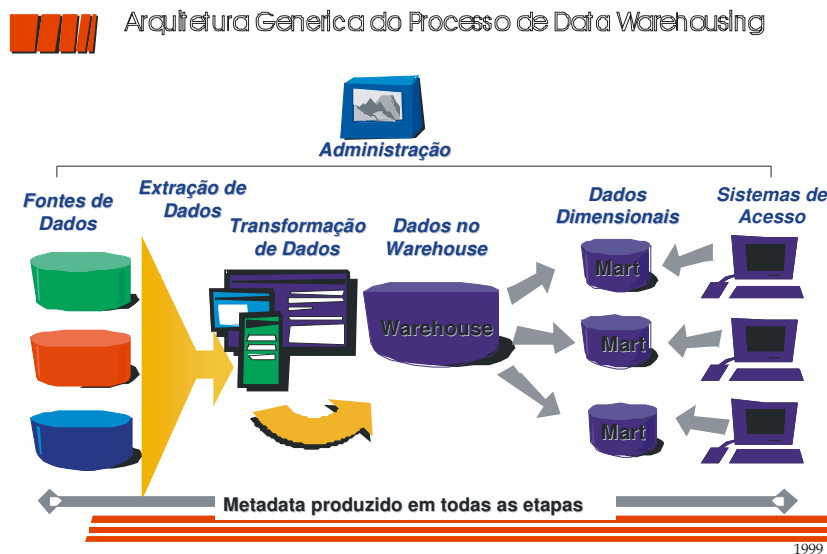 Arquitetura Generica do Processo de Data Warehousing
Administração
Fontes de
Dados
Extração de
Dados
Transformação
de Dados
Dados no
Warehouse
Dados
Dimensionais
Sistemas de
Acesso
Warehouse
Mart
Mart
Mart
Metadata produzido em todas as etapas
1999